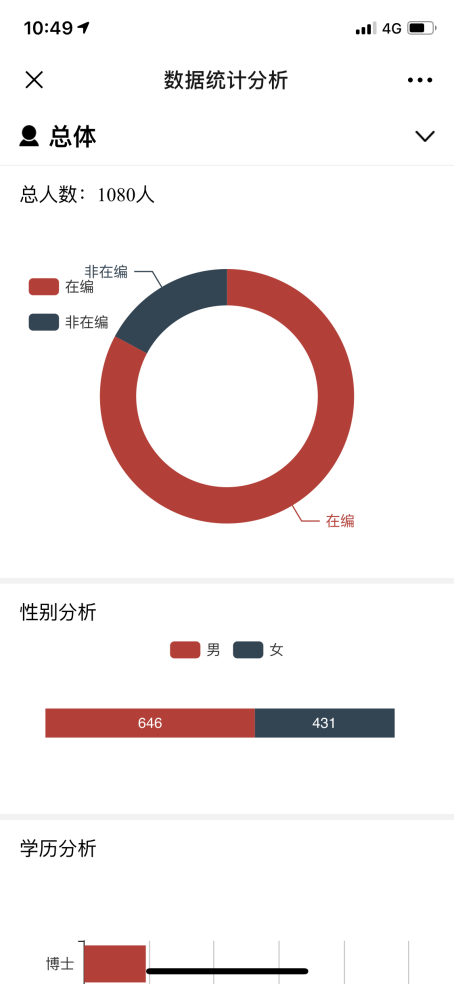 10:49 4G
数据统计分析
总体
总人数：1080人
非在编
在编
非在编
在编
性别分析
男 女
646 431
学历分析
博士